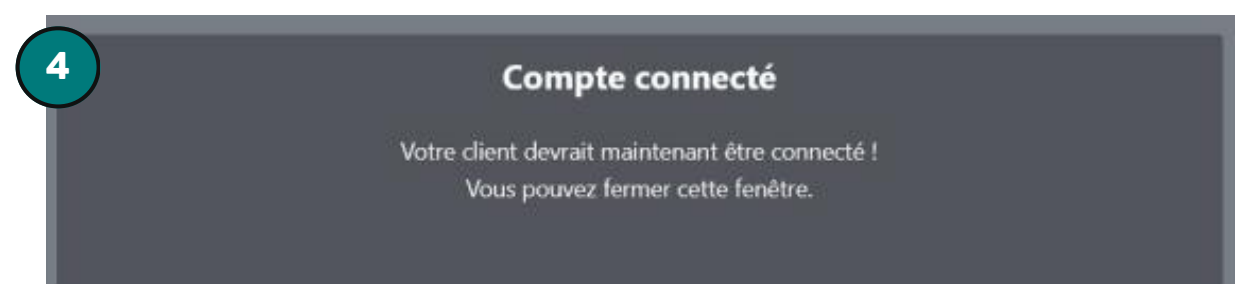 4
Compte connecté
Votre client devrait maintenant être connecté !
Vous pouvez fermer cette fenêtre.